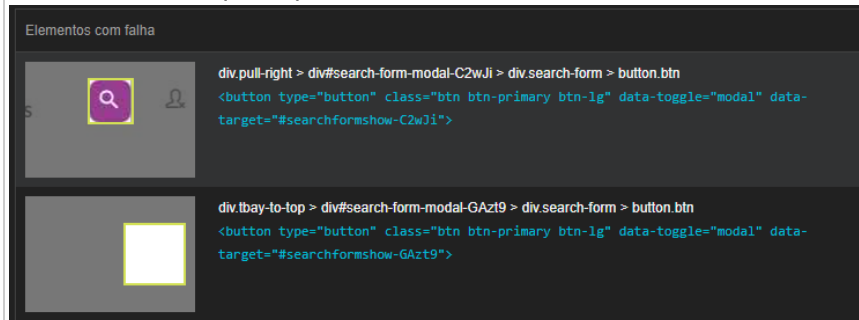 Elementos com falha
div.pull-right > div#search-form-modal-C2wJi > div.search-form > button.btn
<button type="button" class="btn btn-primary btn-lg" data-toggle="modal" data-
target="#searchformshow-C2wJi">
s
div.tbay-to-top > div#search-form-modal-GAzt9 > div.search-form > button.btn
<button type="button" class="btn btn-primary btn-lg" data-toggle="modal" data-
target="#searchformshow-GAzt9">